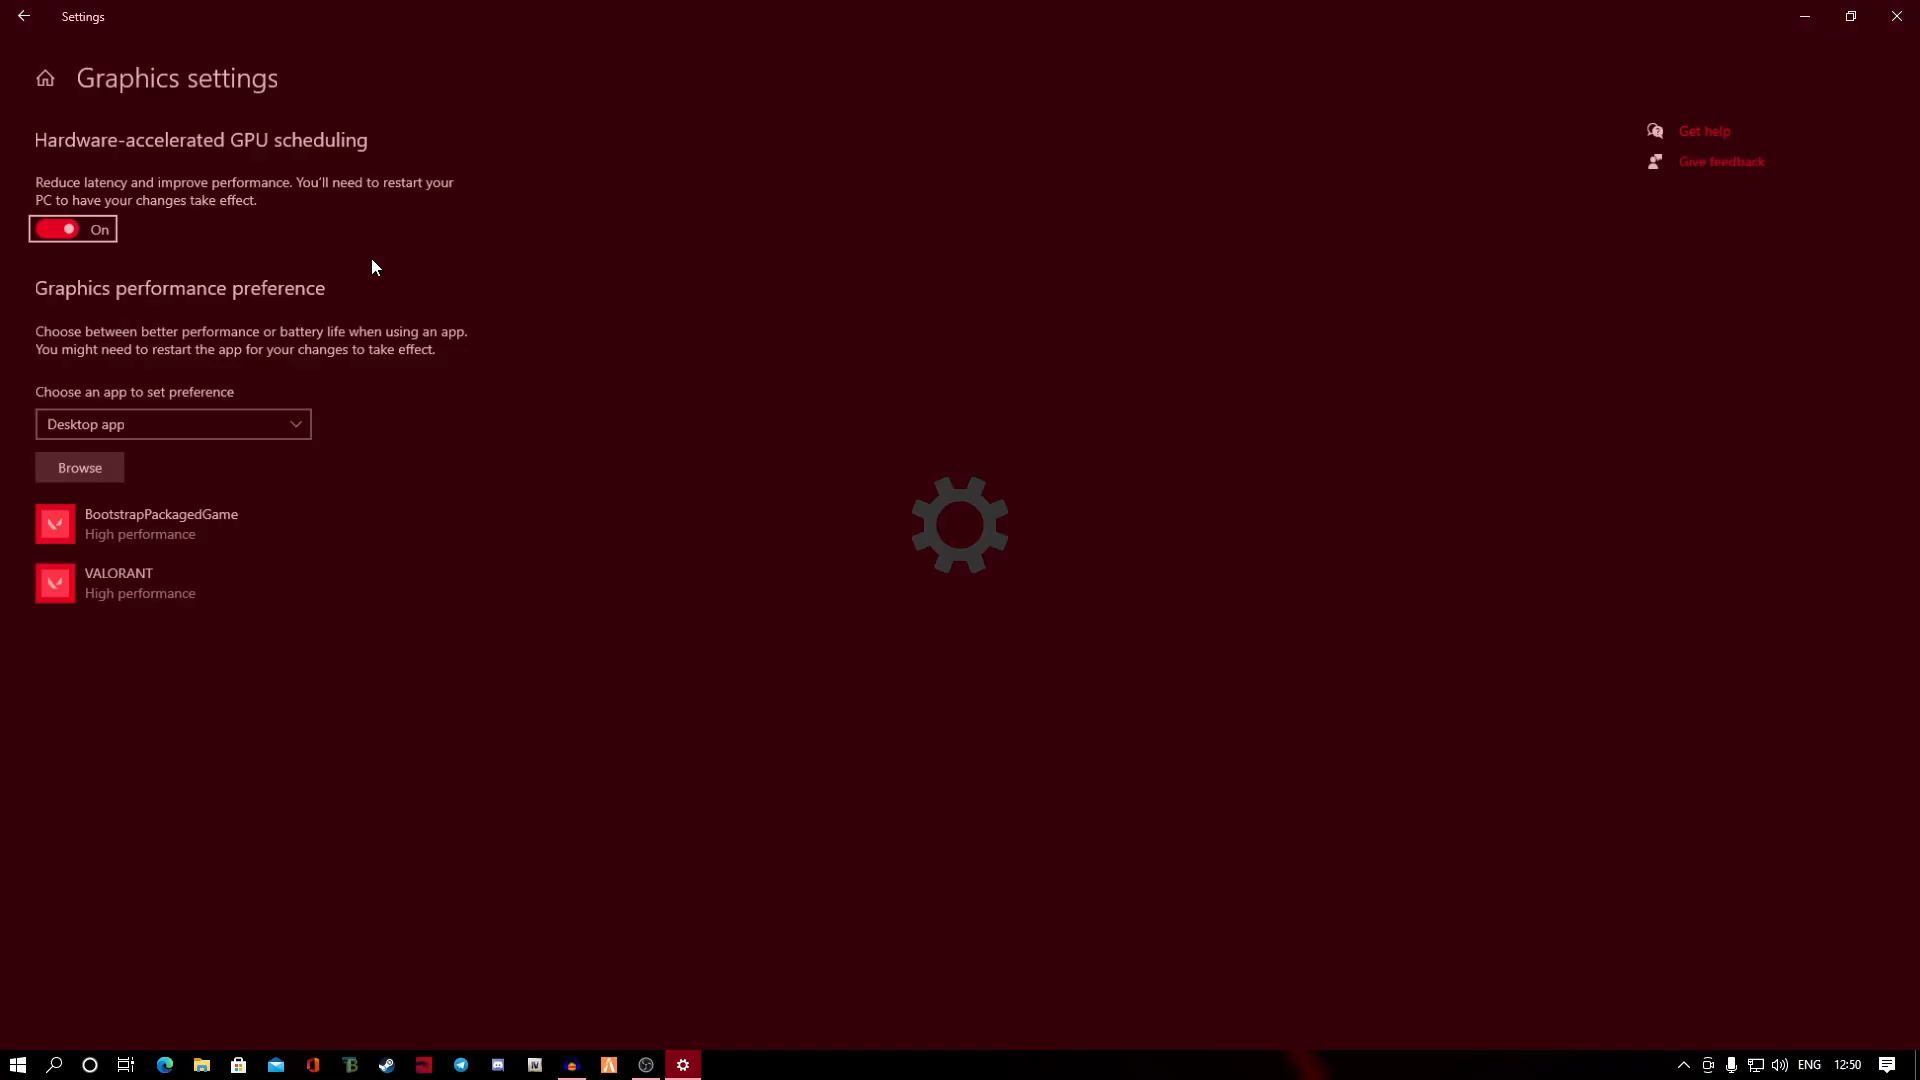 Settings
Graphics settings
Hardware-accelerated GPU scheduling
Reduce latency and improve performance. You'll need to restart your
PC to have your changes take effect.
On
Graphics performance preference
Choose between better performance or battery life when using an app.
You might need to restart the app for your changes to take effect.
Choose an app to set preference
Desktop app
Browse
BootstrapPackagedGame
High performance
VALORANT
High performance
Get help
Give feedback
ENG
12:50